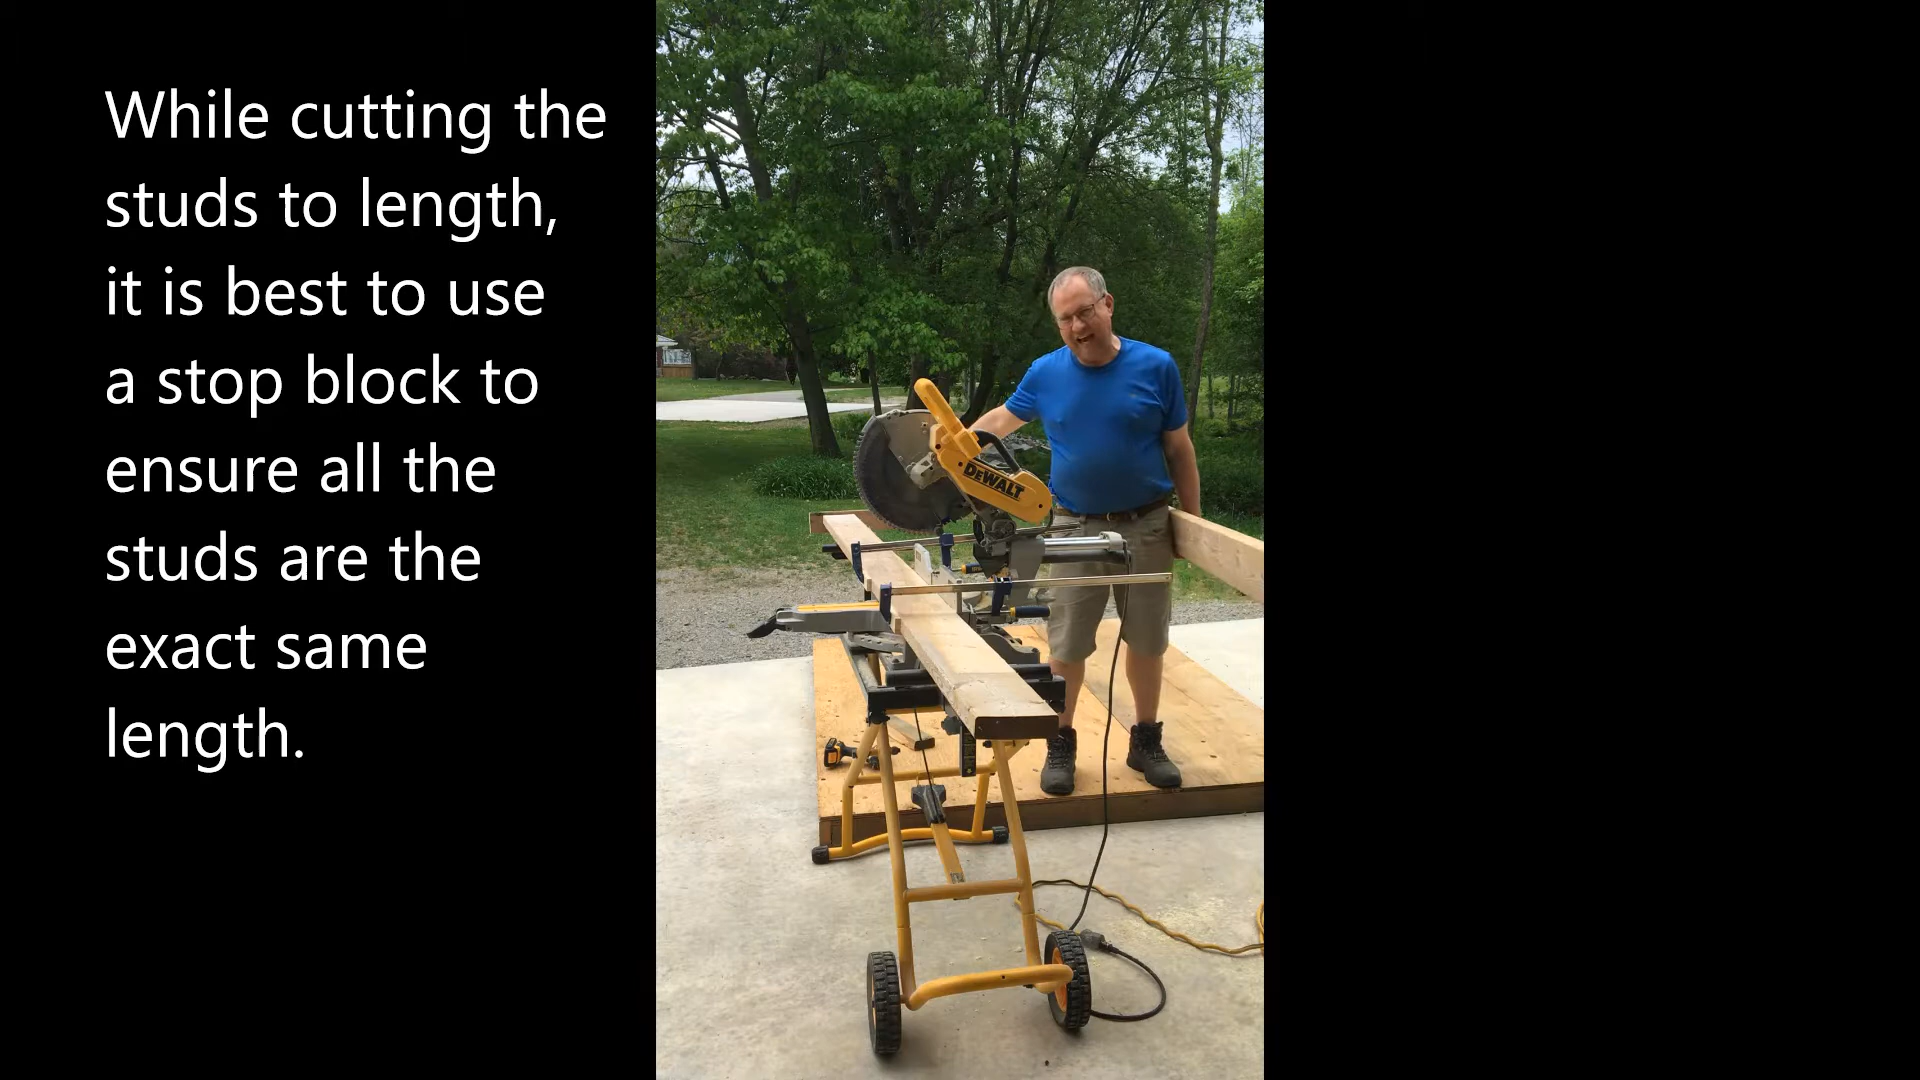 While cutting the
studs to length,
it is best to use
a stop block to
ensure all the
studs are the
exact same
length.
DEWALT